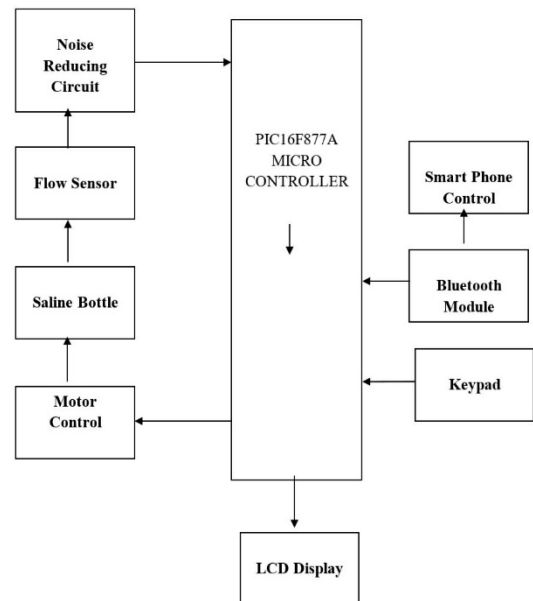 Noise
Reducing
Circuit
Flow Sensor
Saline Bottle
Motor
Control
PIC16F877A
MICRO
CONTROLLER
Smart Phone
Control
Bluetooth
Module
Keypad
LCD Display